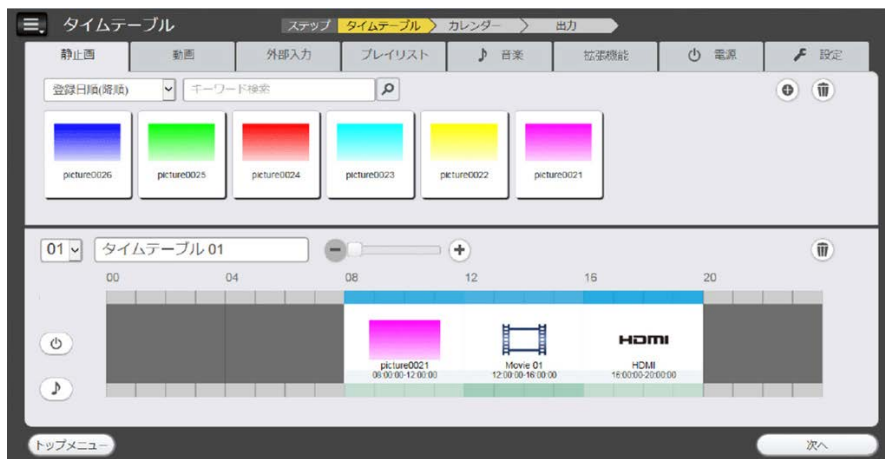 タイムテーブル
ステップ タイムテーブル カレンダー 出力
静止画 動画 外部入力 プレイリスト 音楽 拡張機能 電源 設定
登録日順(降順) キーワード検索
picture0026 picture0025 picture0024 picture0023 picture0022 picture0021
01 タイムテーブル 01
00 04 08 12 16 20
HDMI
picture0021 Movie 01 HDMI
08:00:00-12:00:00 12:00:00-16:00:00 16:00:00-20:00:00
トップメニュー 次へ